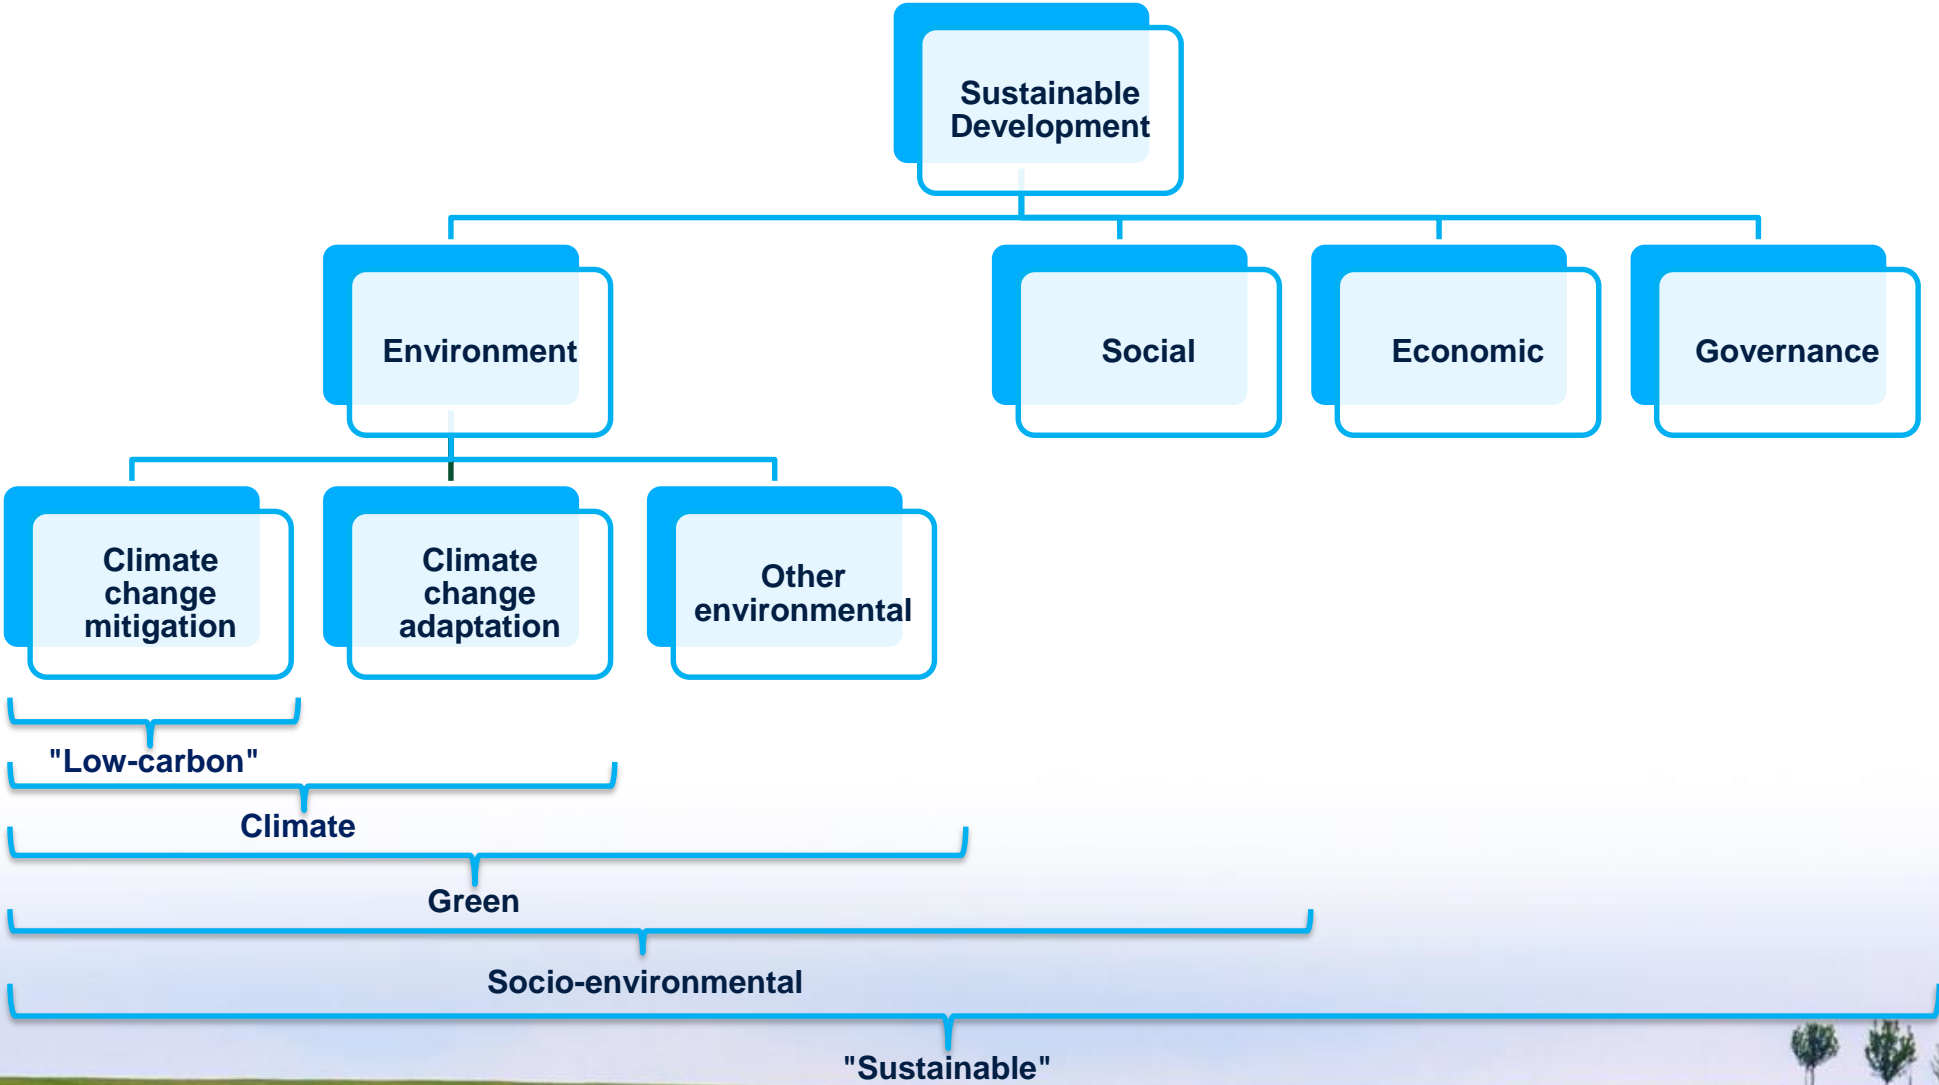 Sustainable
Development
Environment
Social
Economic
Governance
Climate
change
mitigation
Climate
change
adaptation
Other
environmental
"Low-carbon"
Climate
Green
Socio-environmental
"Sustainable"